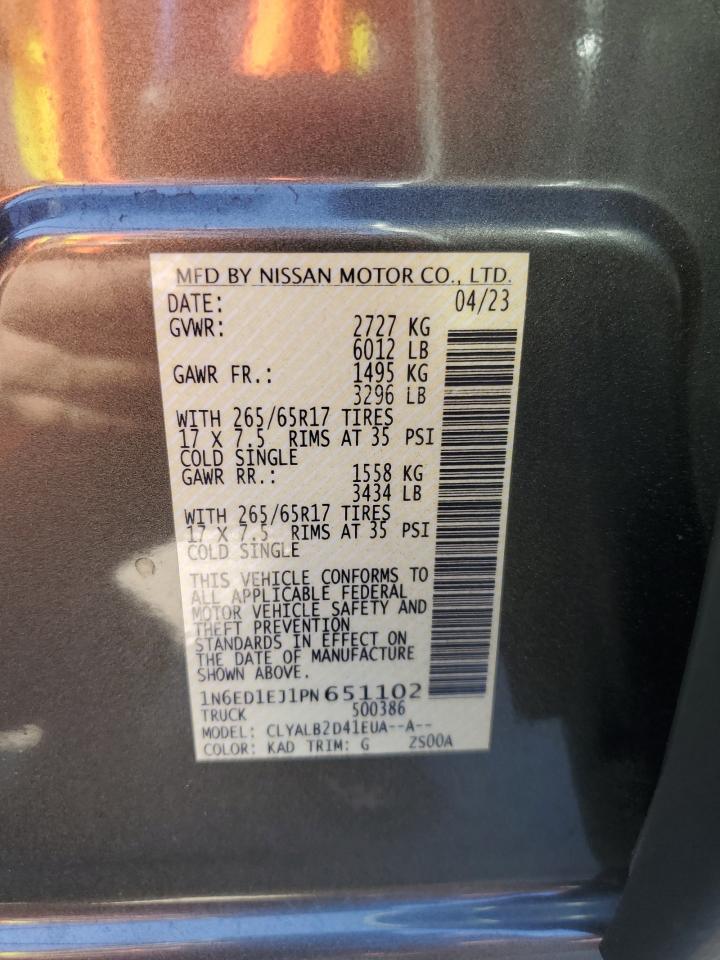 MFD BY NISSAN MOTOR CO., LTD.
DATE: 04/23
GVWR: 2727 KG
6012 LB
GAWR FR.: 1495 KG
3296 LB
WITH 265/65R17 TIRES
17 X 7.5 RIMS AT 35 PSI
COLD SINGLE
GAWR RR.: 1558 KG
3434 LB
WITH 265/65R17 TIRES
17 X 7.5 RIMS AT 35 PSI
COLD SINGLE
THIS VEHICLE CONFORMS TO
ALL APPLICABLE FEDERAL
MOTOR VEHICLE SAFETY AND
THEFT PREVENTION
STANDARDS IN EFFECT ON
THE DATE OF MANUFACTURE
SHOWN ABOVE.
1N6ED1EJ1PN651102
TRUCK 500386
MODEL: CLYALB2D41EUA--A--
COLOR: KAD TRIM: G ZS00A